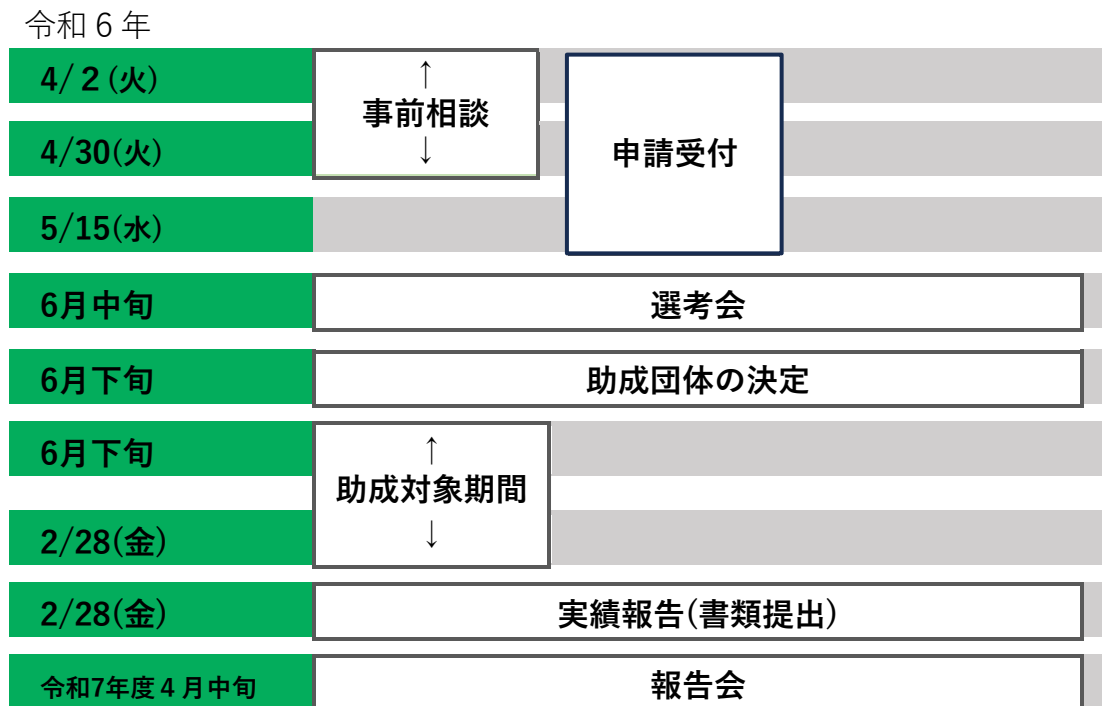 令和６年
4/２(火)
↑
事前相談
↓
申請受付
4/30(火)
5/15(水)
6月中旬
選考会
6月下旬
助成団体の決定
6月下旬
↑
助成対象期間
↓
2/28(金)
2/28(金)
実績報告(書類提出)
令和7年度４月中旬
報告会